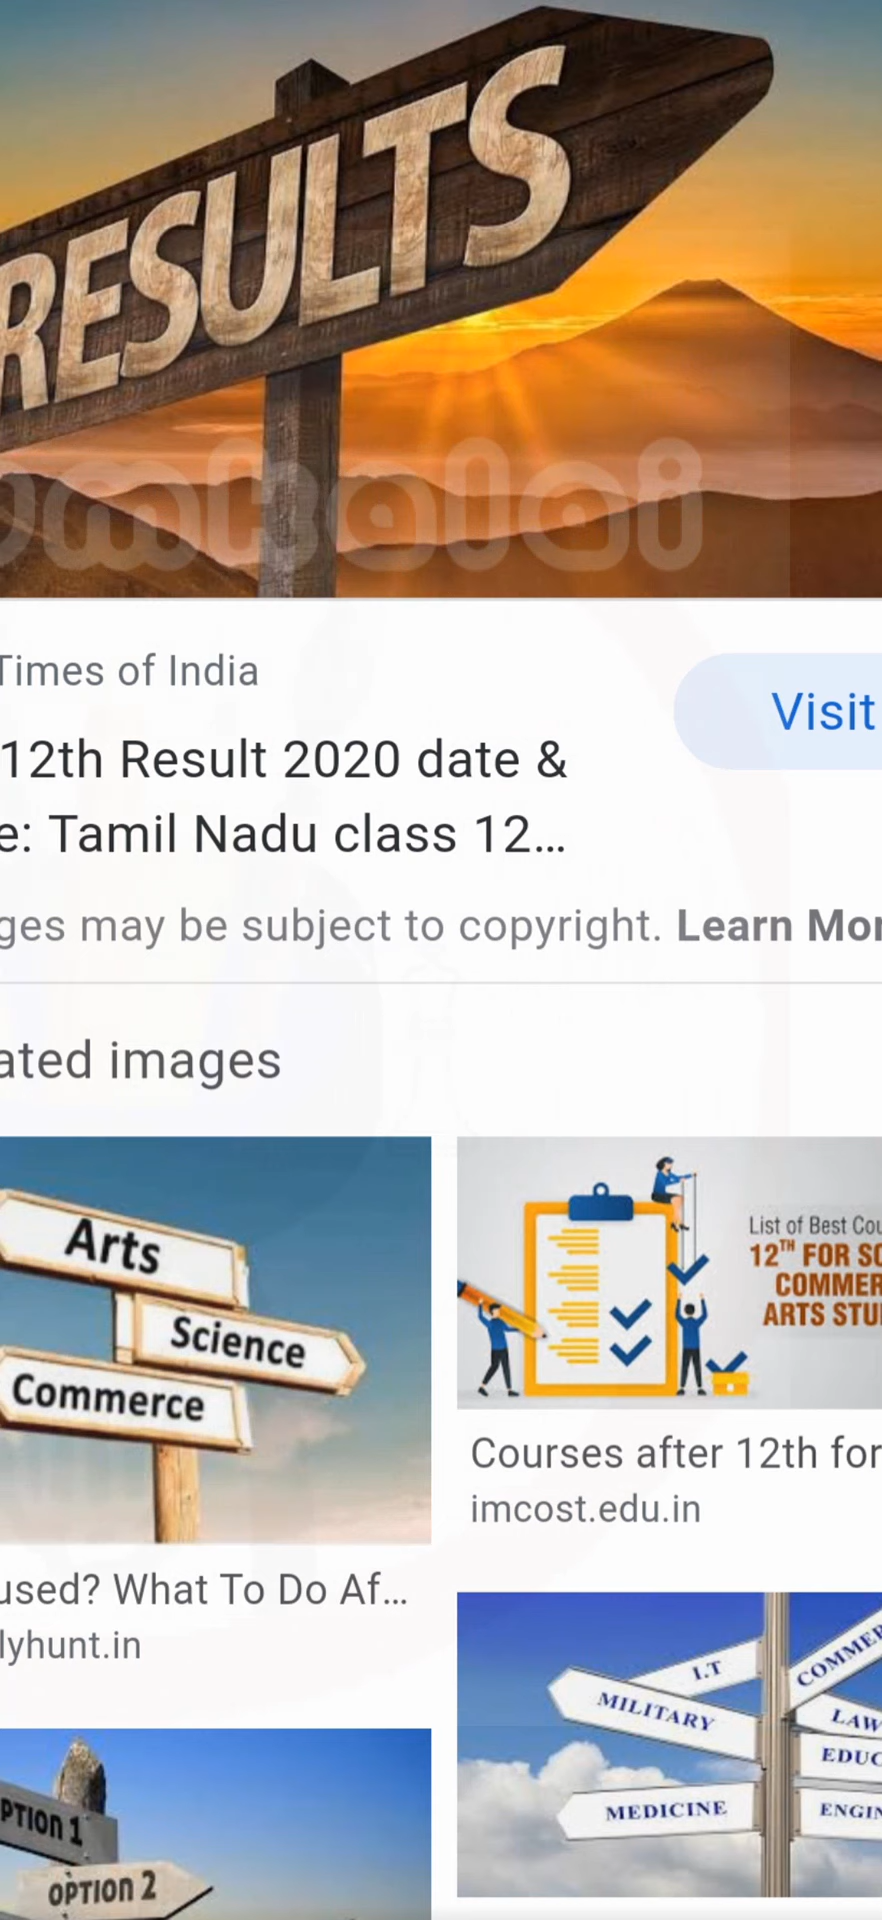 RESULTS
omkalai
Times of India
Visit
12th Result 2020 date &
e: Tamil Nadu class 12...
ges may be subject to copyright. Learn Mor
ated images
Arts
Science
Commerce
List of Best Cou
12TH FOR SC
COMMER
ARTS STU
Courses after 12th for
imcost.edu.in
used? What To Do Af...
lyhunt.in
I.T
COMMER
MILITARY
LAW
EDUC
MEDICINE
ENGIN
PTION 1
OPTION 2